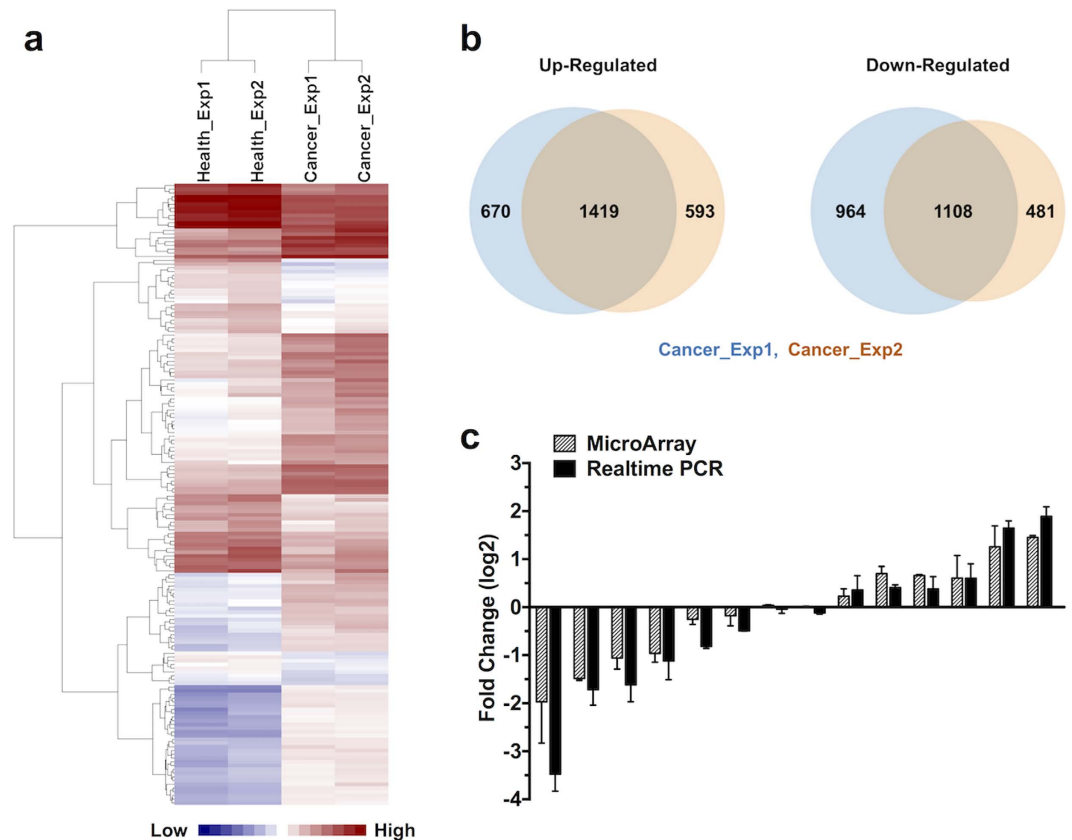 a
Health_Exp1
Health_Exp2
Cancer_Exp1
Cancer_Exp2
Low
High
b
Up-Regulated
Down-Regulated
670
1419
593
964
1108
481
Cancer_Exp1, Cancer_Exp2
c
MicroArray
Realtime PCR
Fold Change (log2)
3
2
1
0
-1
-2
-3
-4